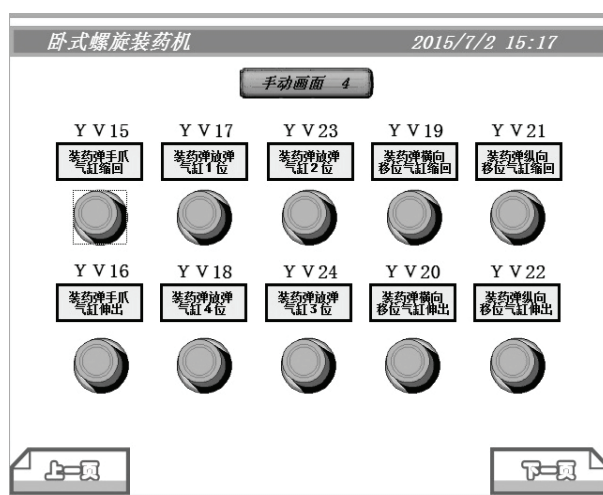 卧式螺旋装药机 2015/7/2 15:17
手动画面 4
YV15 YV17 YV23 YV19 YV21
装药弹手爪 装药弹放弹 装药弹放弹 装药弹横向 装药弹纵向
气缸缩回 气缸1位 气缸2位 移位气缸缩回 移位气缸缩回
YV16 YV18 YV24 YV20 YV22
装药弹手爪 装药弹放弹 装药弹放弹 装药弹横向 装药弹纵向
气缸伸出 气缸4位 气缸3位 移位气缸伸出 移位气缸伸出
上一页 下一页